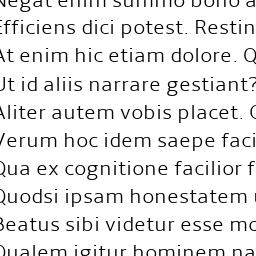 Negat enim summo bono a
Efficiens dici potest. Restin
At enim hic etiam dolore. Q
Ut id aliis narrare gestiant?
Aliter autem vobis placet.
Verum hoc idem saepe faci
Qua ex cognitione facilior f
Quodsi ipsam honestatem
Beatus sibi videtur esse mo
Qualem igitur hominem na